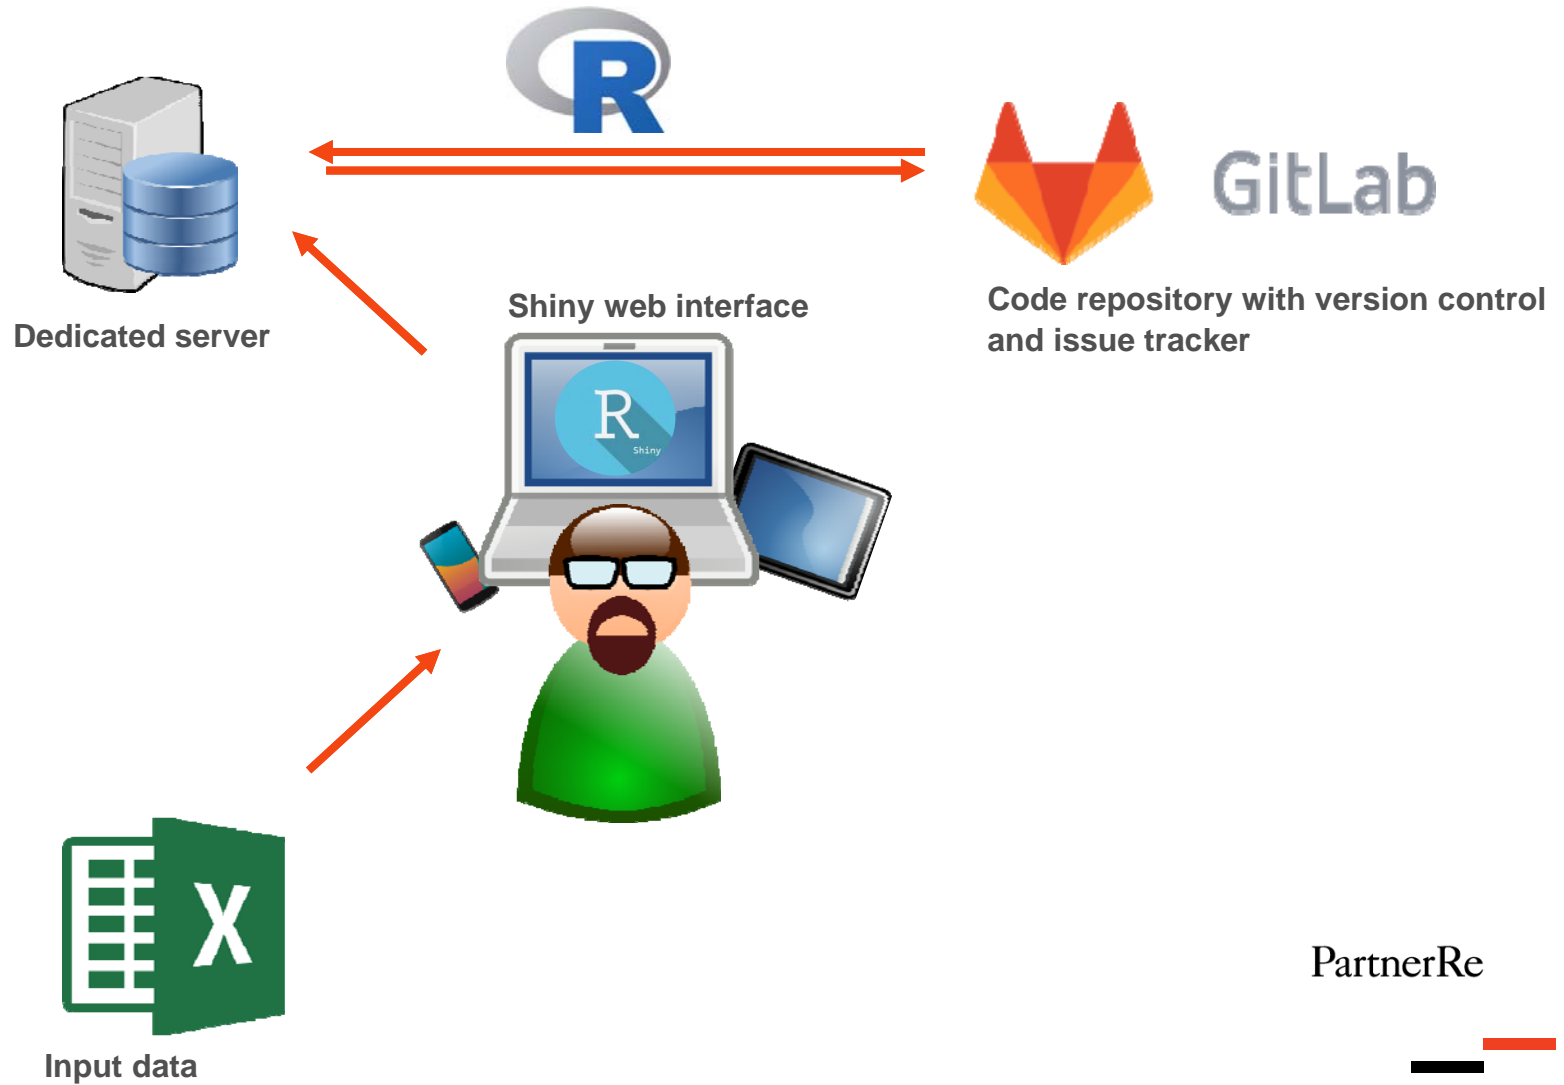 R
GitLab
Dedicated server
Shiny web interface
Code repository with version control
and issue tracker
R
Shiny
X
Input data
PartnerRe